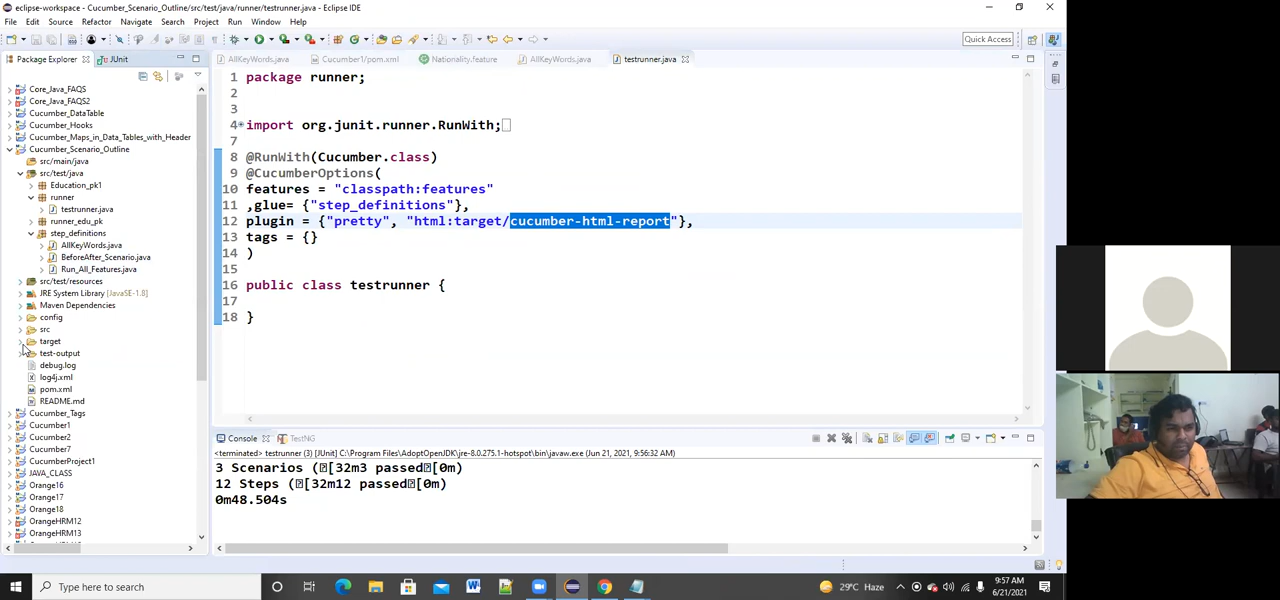 eclipse-workspace - Cucumber_Scenario_Outline/src/test/java/runner/testrunner.java - Eclipse IDE
File Edit Source Refactor Navigate Search Project Run Window Help
Quick Access
Package Explorer JUnit
AllKeyWords.java Cucumber1/pom.xml Nationality.feature AllKeyWords.java testrunner.java
Core_Java_FAQS
Core_Java_FAQS2
Cucumber_DataTable
Cucumber_Hooks
Cucumber_Maps_in_Data_Tables_with_Header
Cucumber_Scenario_Outline
src/main/java
src/test/java
Education_pk1
runner
testrunner.java
runner_edu_pk
step_definitions
AllKeyWords.java
BeforeAfter_Scenario.java
Run_All_Features.java
src/test/resources
JRE System Library [JavaSE-1.8]
Maven Dependencies
config
src
target
test-output
debug.log
log4j.xml
pom.xml
README.md
Cucumber_Tags
Cucumber1
Cucumber2
Cucumber7
CucumberProject1
JAVA_CLASS
Orange16
Orange17
Orange18
OrangeHRM12
OrangeHRM13
1 package runner;
2
3
4 import org.junit.runner.RunWith;
7
8 @RunWith(Cucumber.class)
9 @CucumberOptions(
10 features = "classpath:features"
11 ,glue= {"step_definitions"},
12 plugin = {"pretty", "html:target/cucumber-html-report"},
13 tags = {}
14 )
15
16 public class testrunner {
17
18 }
Console TestNG
<terminated> testrunner (3) [JUnit] C:\Program Files\AdoptOpenJDK\jre-8.0.275.1-hotspot\bin\javaw.exe (Jun 21, 2021, 9:56:32 AM)
3 Scenarios ([32m3 passed[0m)
12 Steps ([32m12 passed[0m)
0m48.504s
Type here to search
29°C Haze
9:57 AM
6/21/2021